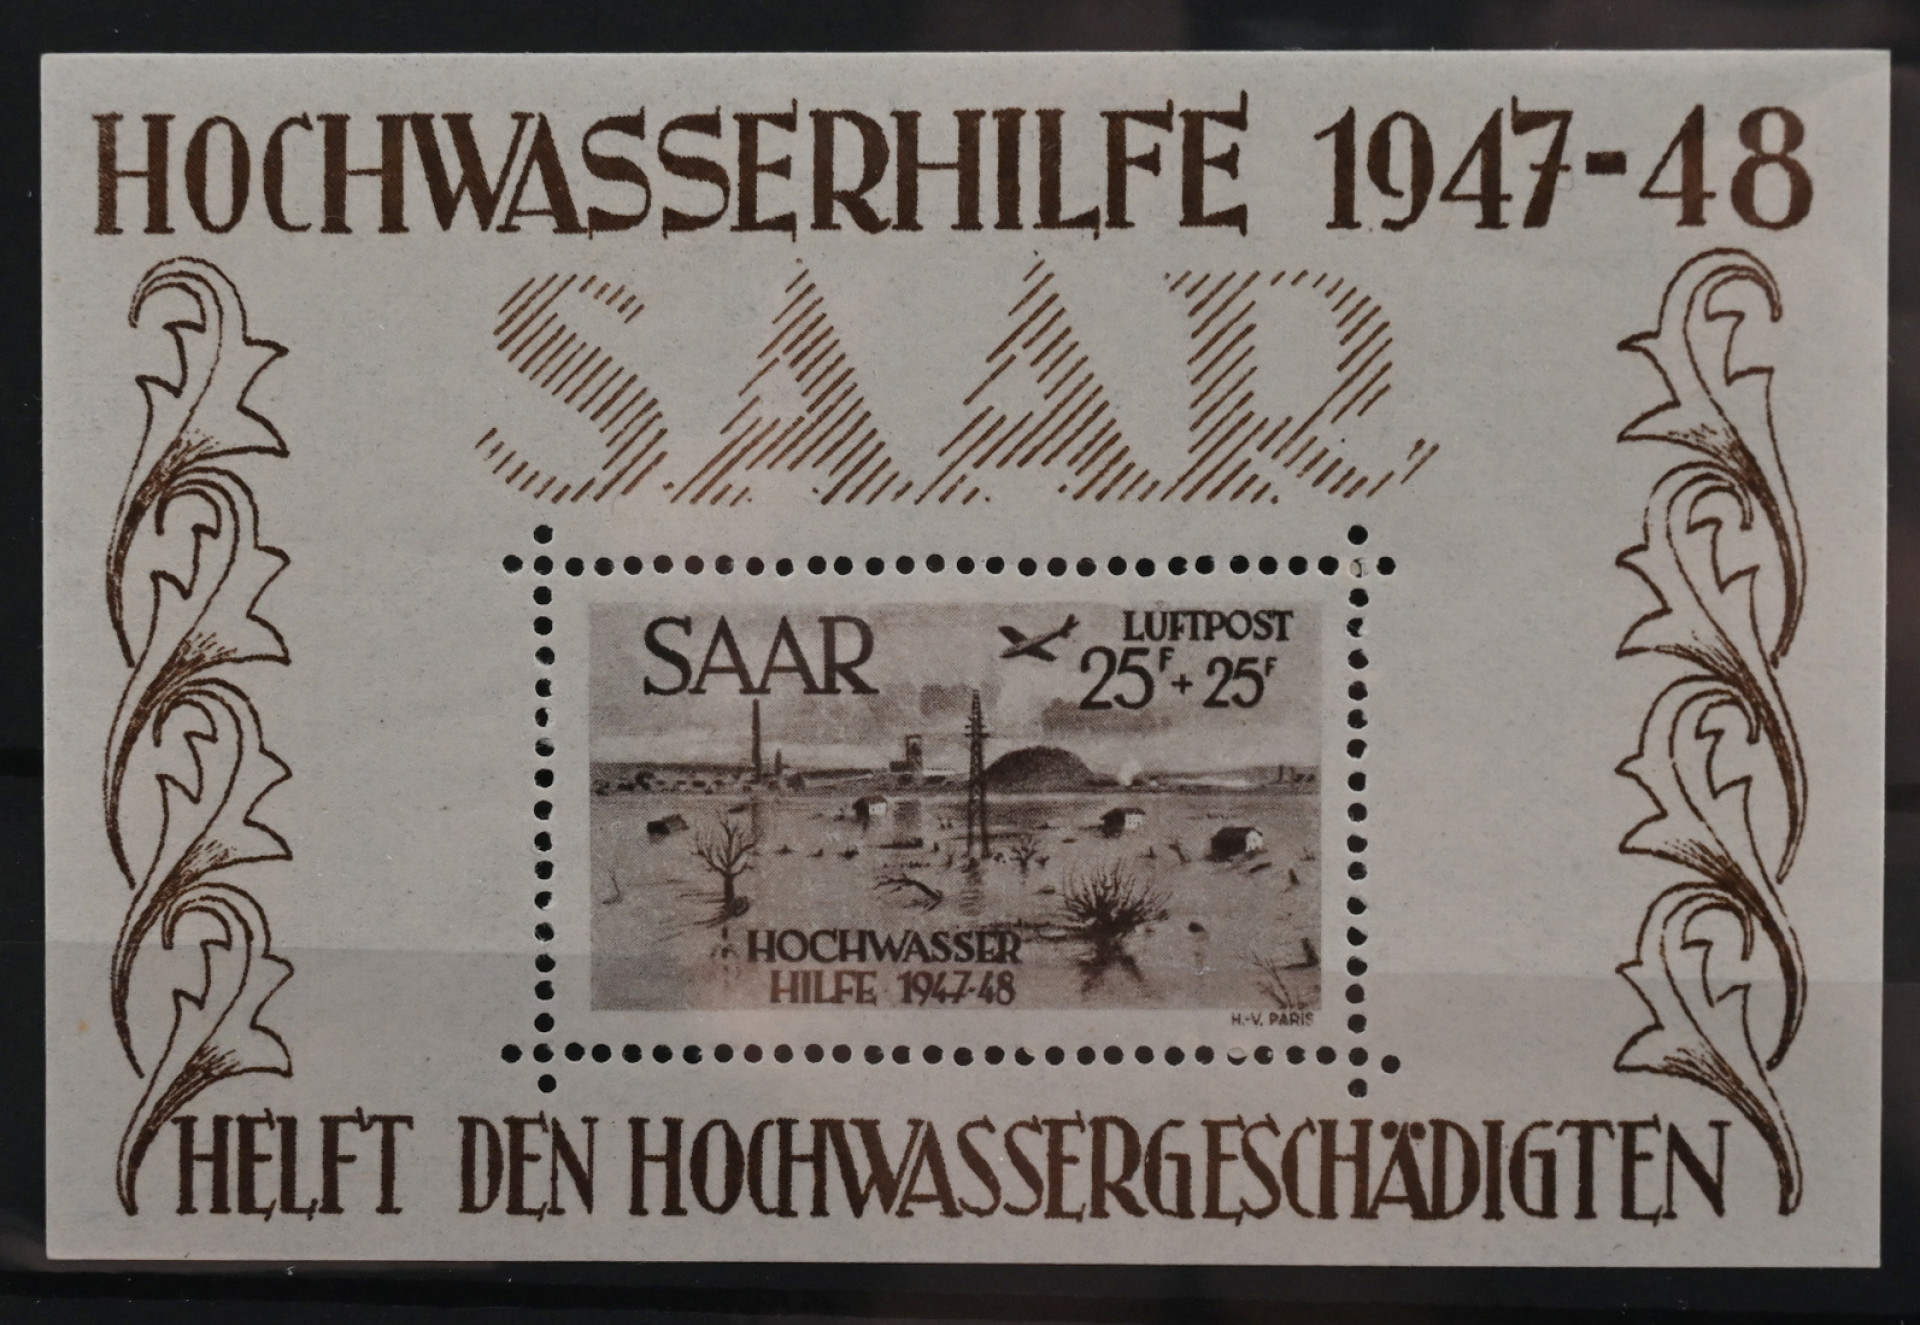 HOCHWASSERHILFE 1947-48
SAAR
SAAR
LUFTPOST
25F + 25F
HOCHWASSER
HILFE 1947-48
H.-V. PARIS
HELFT DEN HOCHWASSERGESCHÄDIGTEN